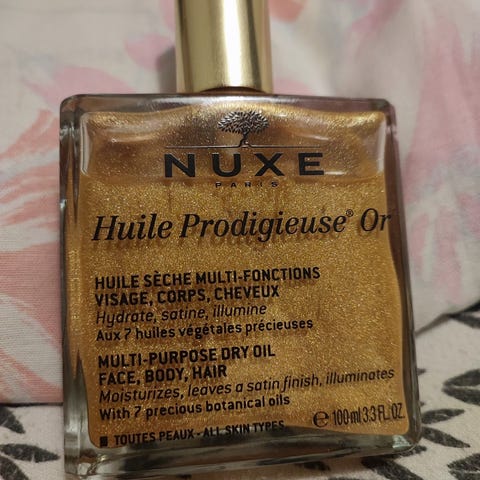 NUXE
PARIS
Huile Prodigieuse® Or
HUILE SÈCHE MULTI-FONCTIONS
VISAGE, CORPS, CHEVEUX
Hydrate, satine, illumine
Aux 7 huiles végétales précieuses
MULTI-PURPOSE DRY OIL
FACE, BODY, HAIR
Moisturizes, leaves a satin finish, illuminates
With 7 precious botanical oils
℮ 100 ml 3.3 FL.OZ
TOUTES PEAUX - ALL SKIN TYPES